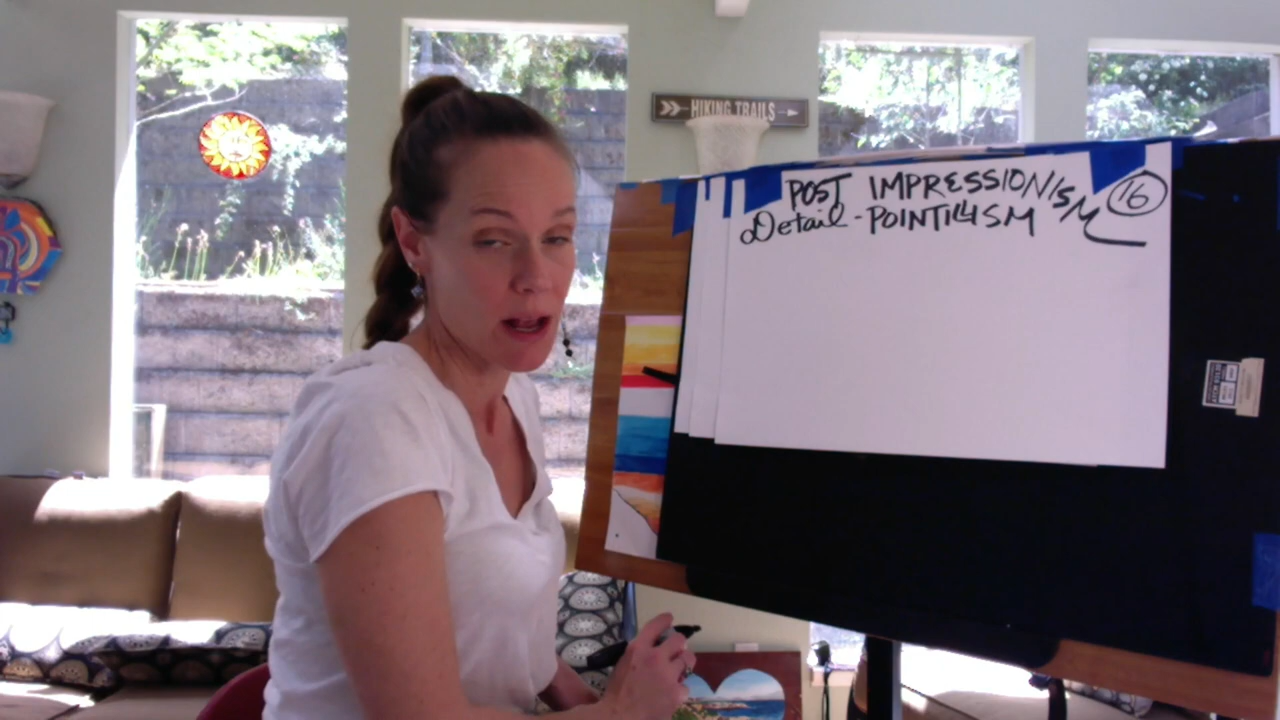 HIKING TRAILS
POST IMPRESSIONISM 16
Detail - POINTILLISM